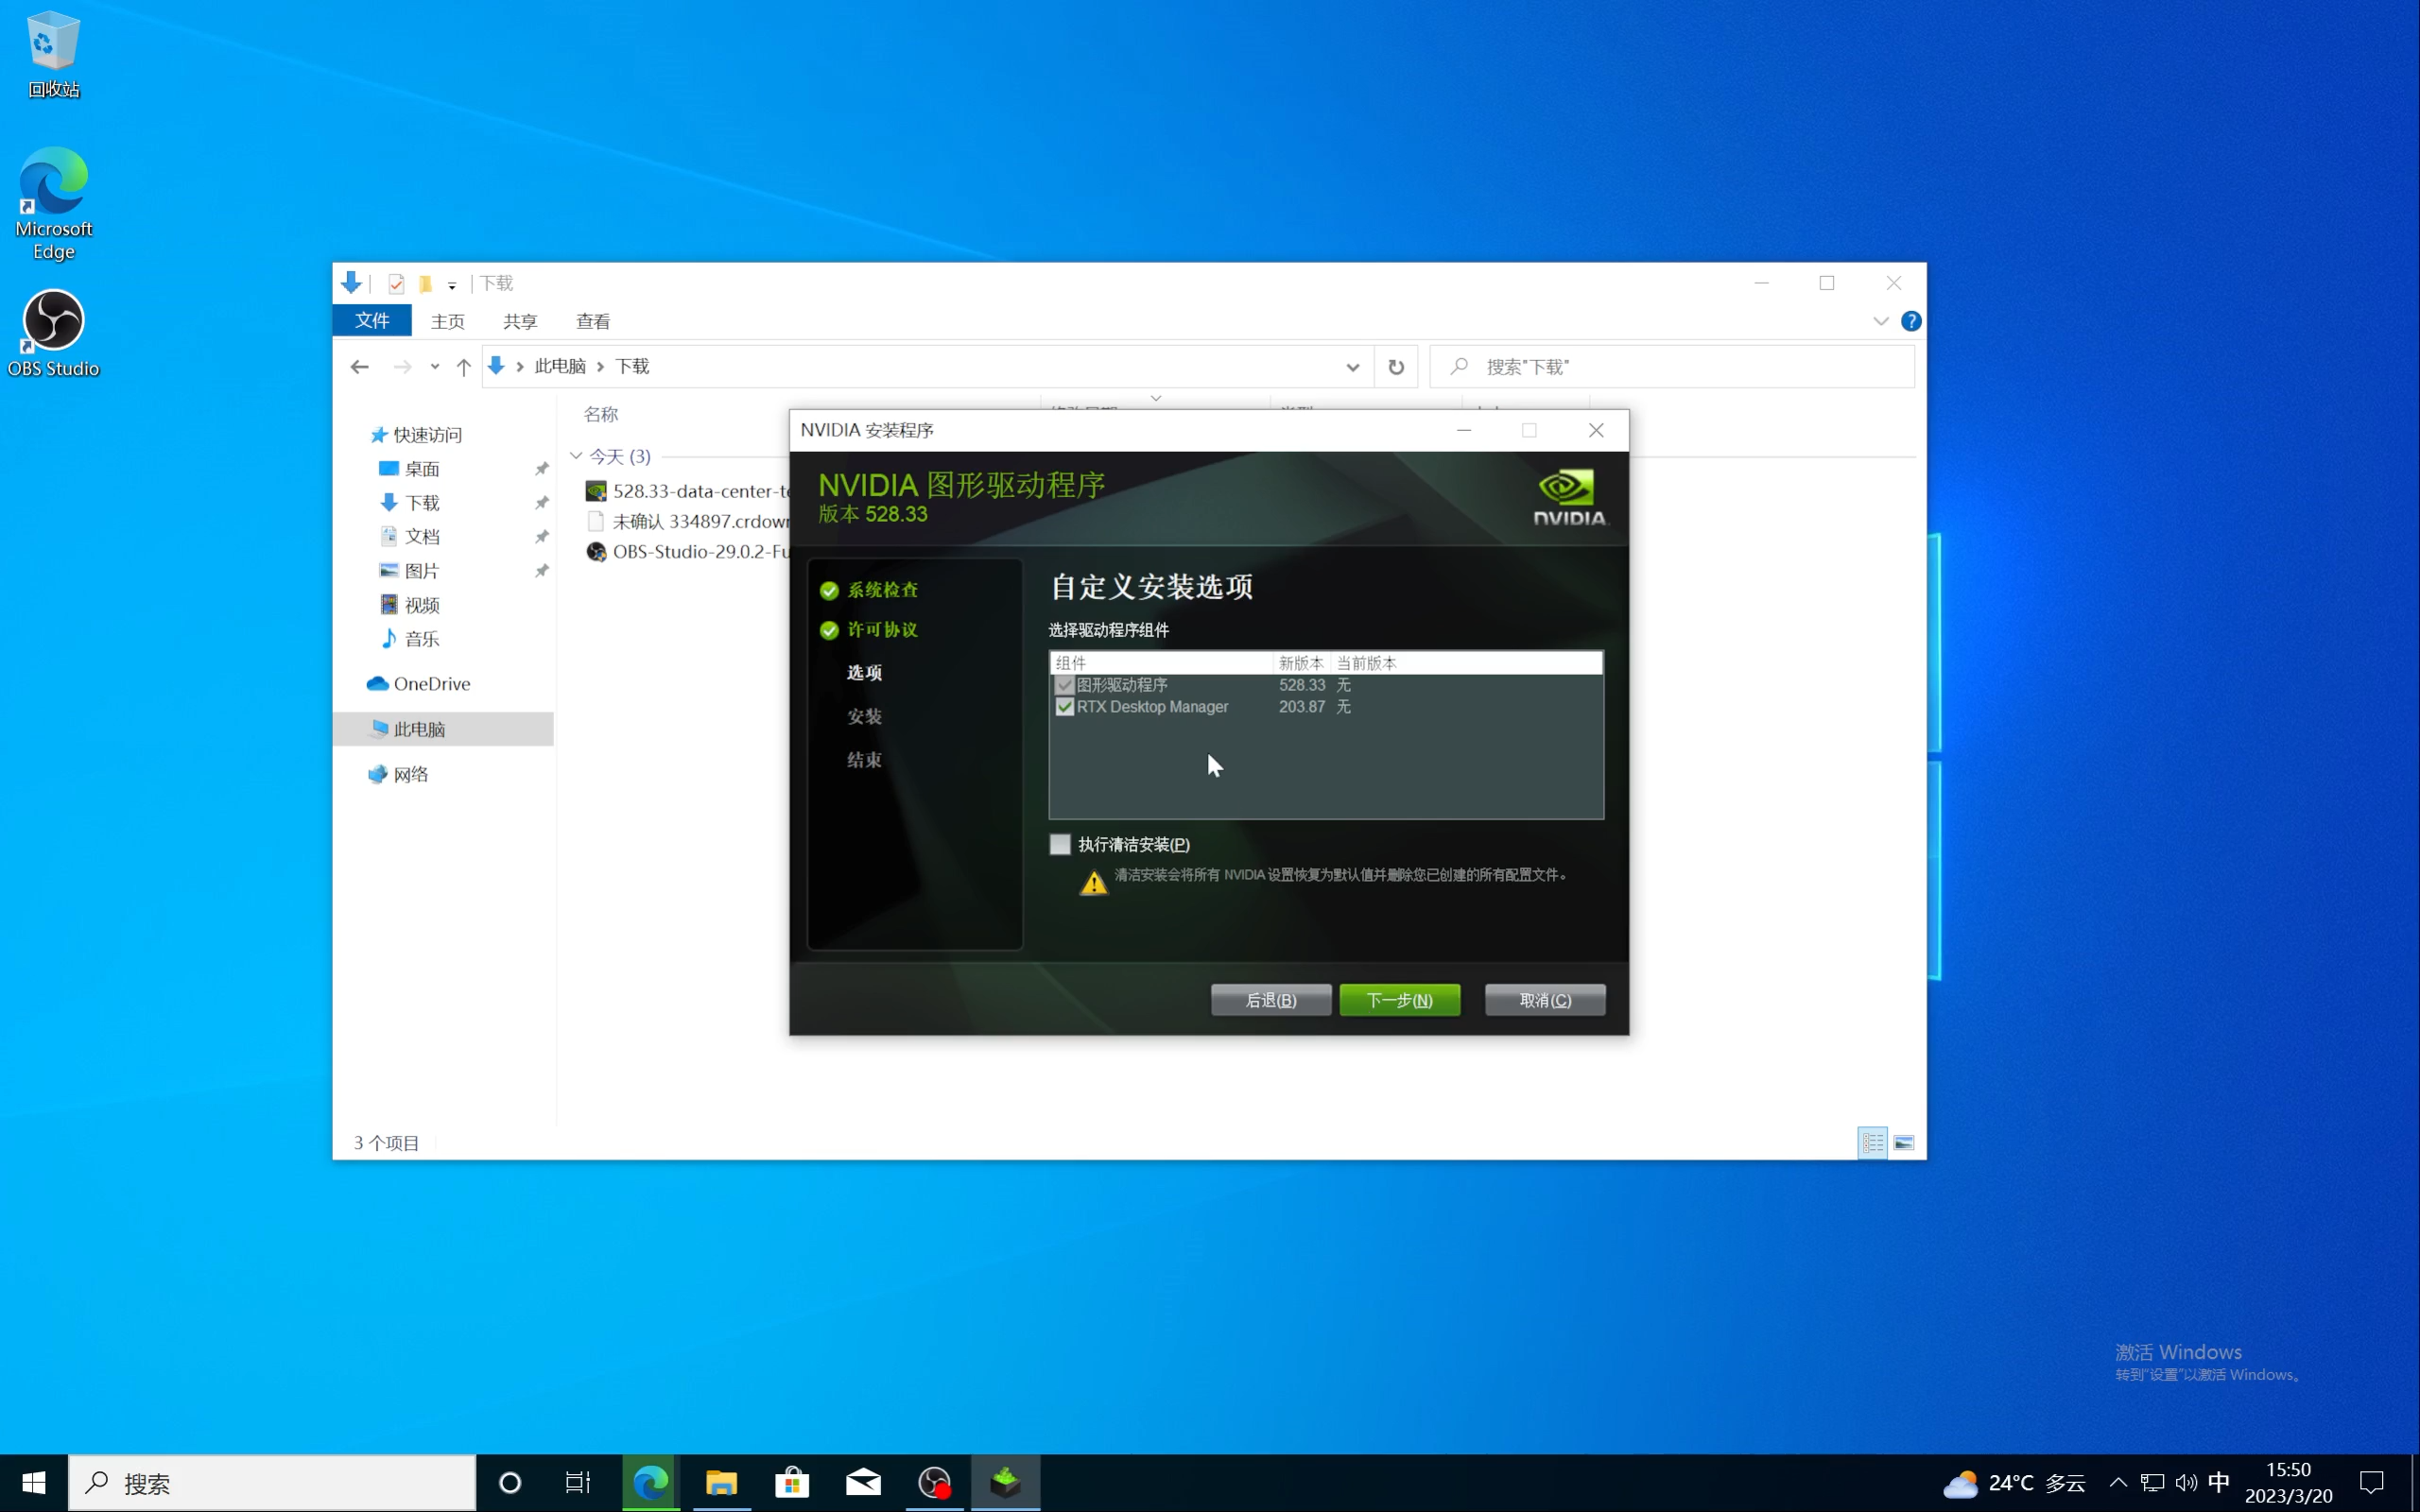 回收站
Microsoft
Edge
OBS Studio
下载
文件
主页
共享
查看
此电脑
下载
搜索"下载"
快速访问
桌面
下载
文档
图片
视频
音乐
OneDrive
此电脑
网络
名称
今天 (3)
528.33-data-center-te
未确认 334897.crdow
OBS-Studio-29.0.2-Fu
3 个项目
NVIDIA 安装程序
NVIDIA 图形驱动程序
版本 528.33
NVIDIA
系统检查
许可协议
选项
安装
结束
自定义安装选项
选择驱动程序组件
组件 新版本 当前版本
图形驱动程序 528.33 无
RTX Desktop Manager 203.87 无
执行清洁安装(P)
清洁安装会将所有 NVIDIA 设置恢复为默认值并删除您已创建的所有配置文件。
后退(B)
下一步(N)
取消(C)
激活 Windows
转到"设置"以激活 Windows。
搜索
24°C 多云
中
15:50
2023/3/20